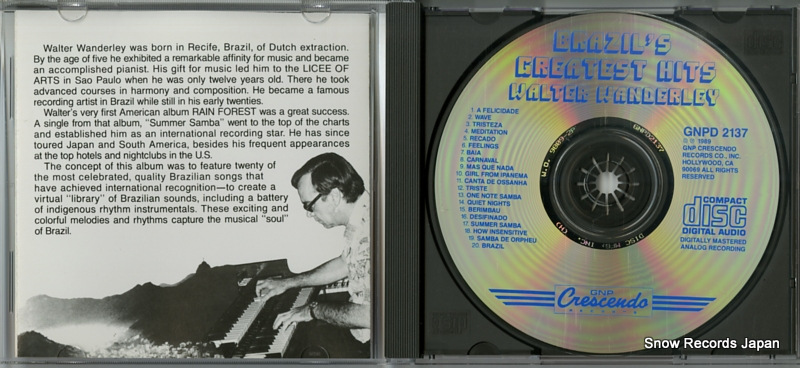 Walter Wanderley was born in Recife, Brazil, of Dutch extraction.
By the age of five he exhibited a remarkable affinity for music and became
an accomplished pianist. His gift for music led him to the LICEE OF
ARTS in Sao Paulo when he was only twelve years old. There he took
advanced courses in harmony and composition. He became a famous
recording artist in Brazil while still in his early twenties.
Walter's very first American album RAIN FOREST was a great success.
A single from that album, "Summer Samba" went to the top of the charts
and established him as an international recording star. He has since
toured Japan and South America, besides his frequent appearances
at the top hotels and nightclubs in the U.S.
The concept of this album was to feature twenty of
the most celebrated, quality Brazilian songs that
have achieved international recognition—to create a
virtual "library" of Brazilian sounds, including a battery
of indigenous rhythm instrumentals. These exciting and
colorful melodies and rhythms capture the musical "soul"
of Brazil.
BRAZIL'S
GREATEST HITS
WALTER WANDERLEY
1. A FELICIDADE
2. WAVE
3. TRISTEZA
4. MEDITATION
5. RECADO
6. FEELINGS
7. BAIA
8. CARNAVAL
9. MAS QUE NADA
10. GIRL FROM IPANEMA
11. CANTA DE OSSANHA
12. TRISTE
13. ONE NOTE SAMBA
14. QUIET NIGHTS
15. BERIMBAU
16. DESIFINADO
17. SUMMER SAMBA
18. HOW INSENSITIVE
19. SAMBA DE ORPHEU
20. BRAZIL
GNPD 2137
℗ © 1989
GNP CRESCENDO
RECORDS CO., INC.
HOLLYWOOD, CA
90069 ALL RIGHTS
RESERVED
COMPACT
disc
DIGITAL AUDIO
DIGITALLY MASTERED
ANALOG RECORDING
GNP
Crescendo
RECORDS
Snow Records Japan